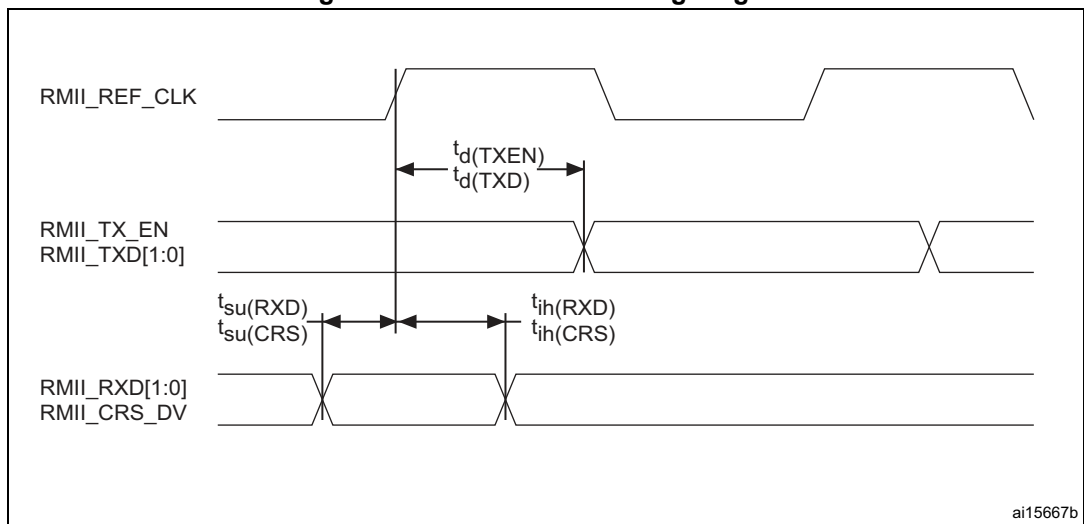 RMII_REF_CLK
td(TXEN)
td(TXD)
RMII_TX_EN
RMII_TXD[1:0]
tsu(RXD)
tsu(CRS)
tih(RXD)
tih(CRS)
RMII_RXD[1:0]
RMII_CRS_DV
ai15667b